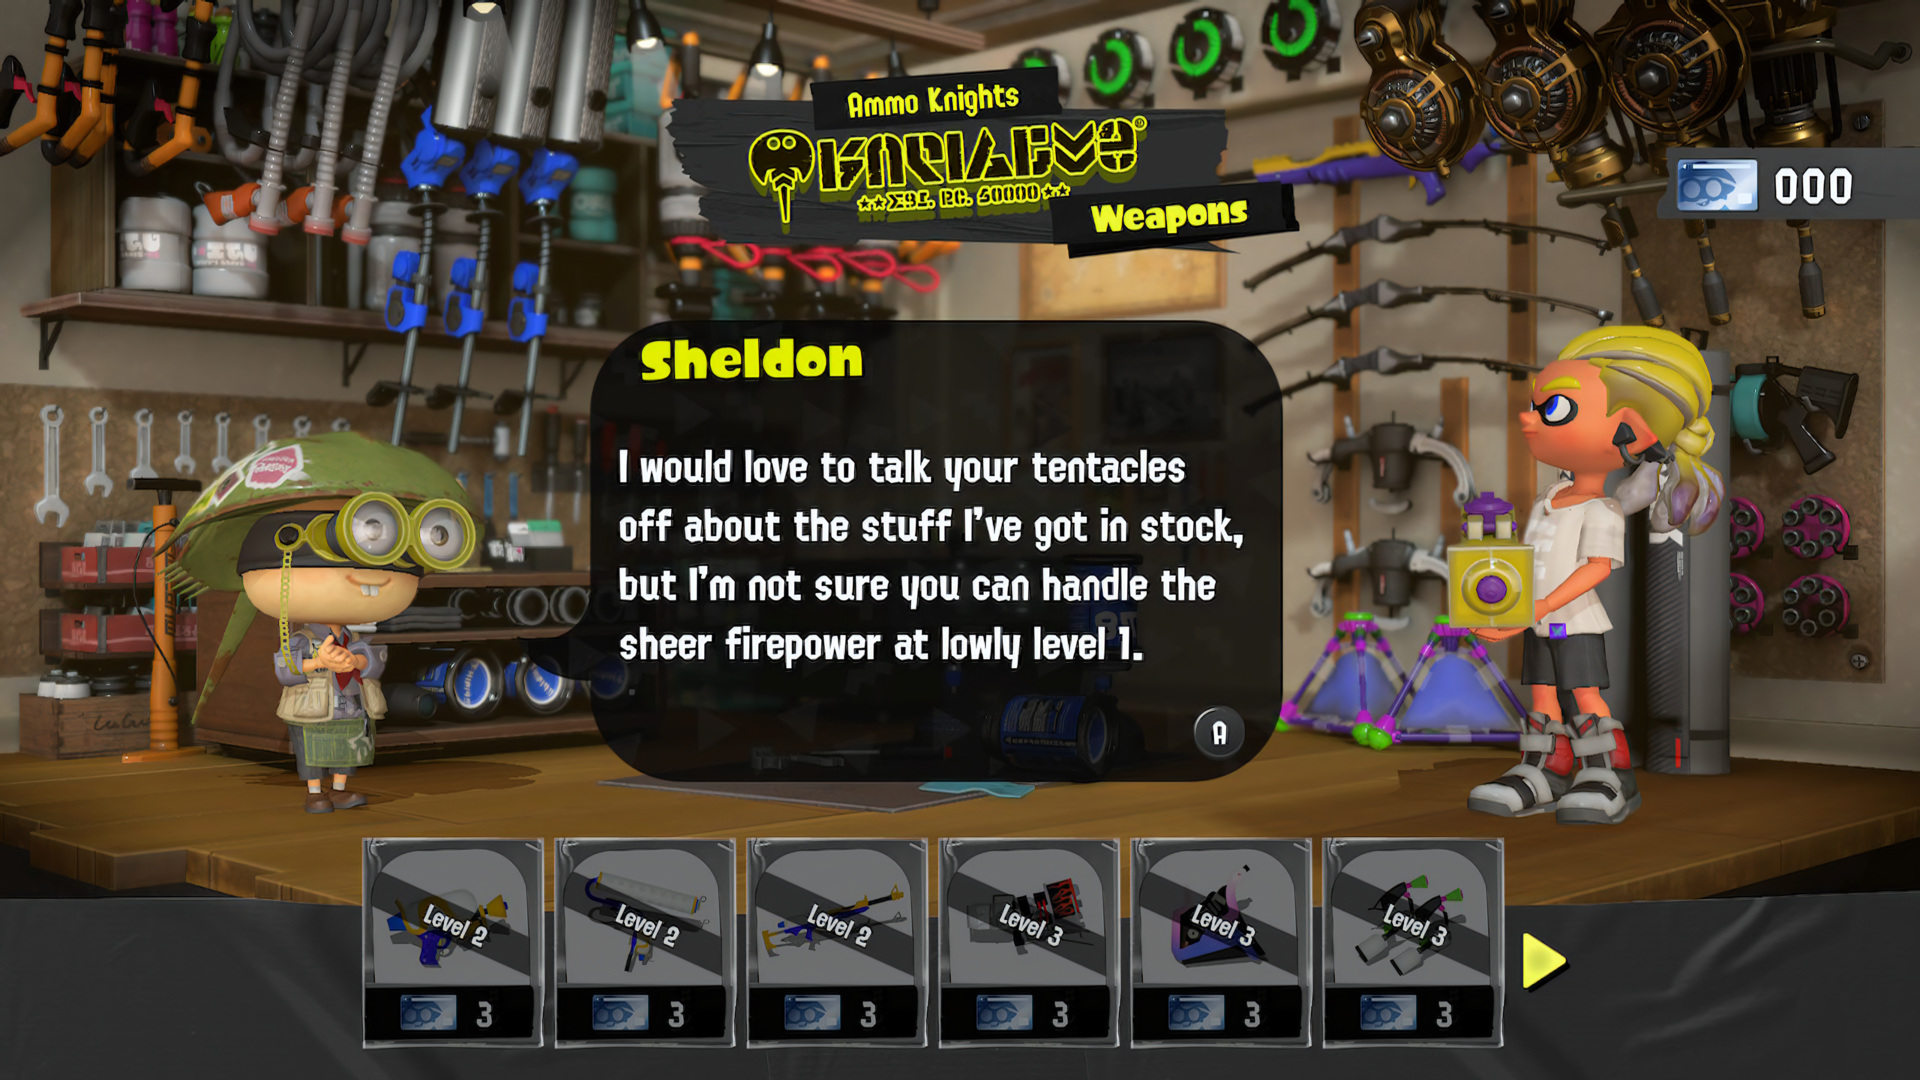 Ammo Knights
Weapons
000
Sheldon
I would love to talk your tentacles
off about the stuff I've got in stock,
but I'm not sure you can handle the
sheer firepower at lowly level 1.
A
Level 2
Level 2
Level 2
Level 3
Level 3
Level 3
3
3
3
3
3
3